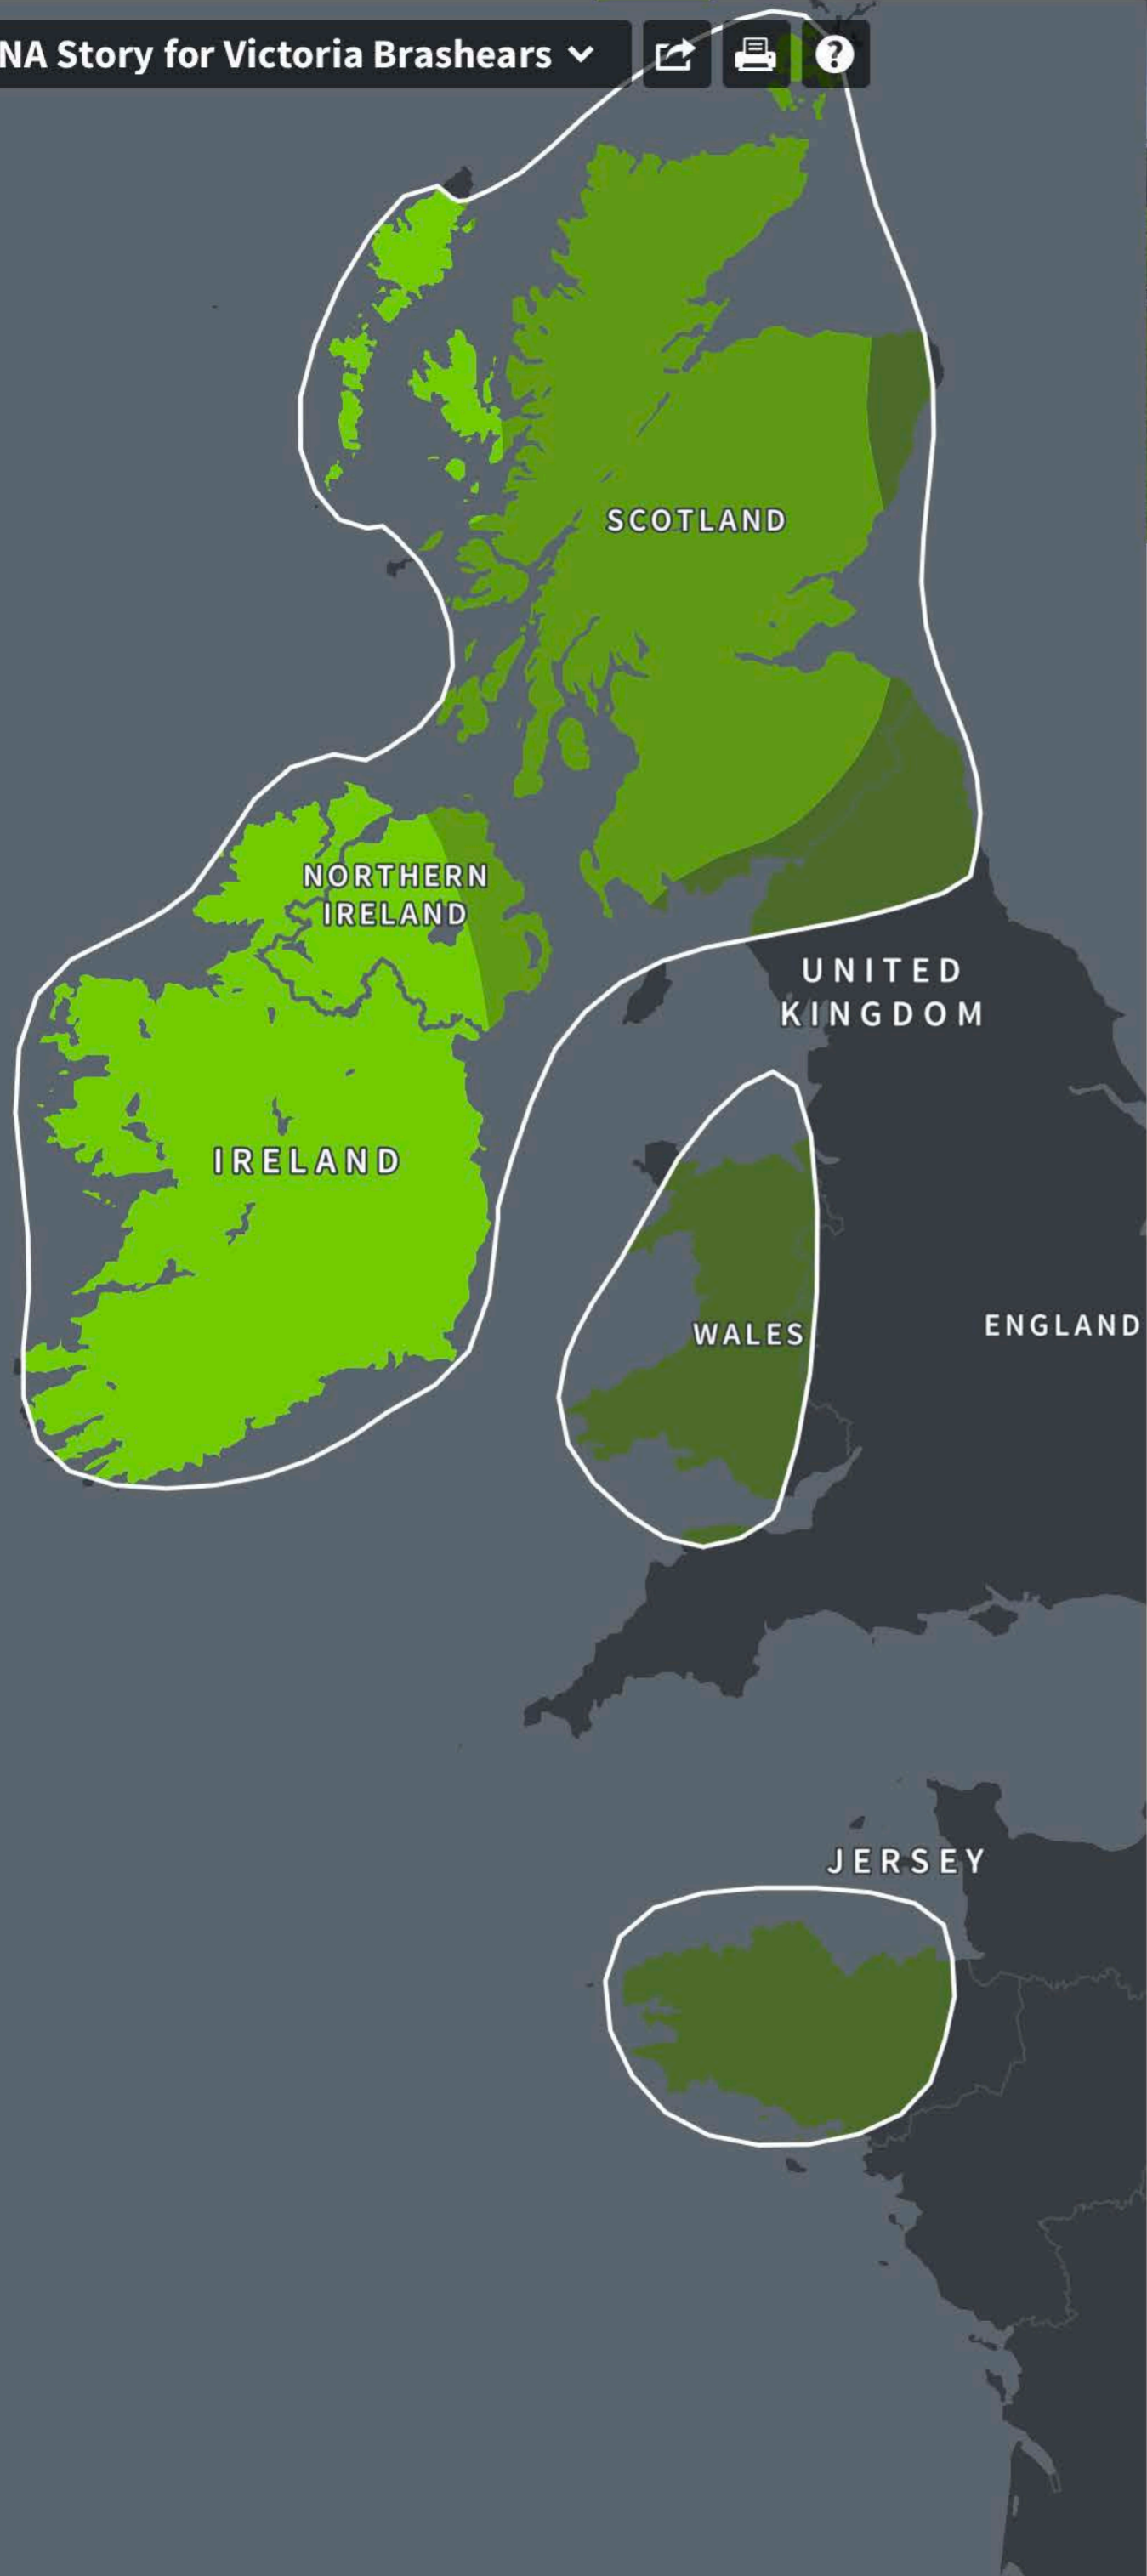 NA Story for Victoria Brashears
SCOTLAND
NORTHERN
IRELAND
UNITED
KINGDOM
IRELAND
WALES
ENGLAND
JERSEY